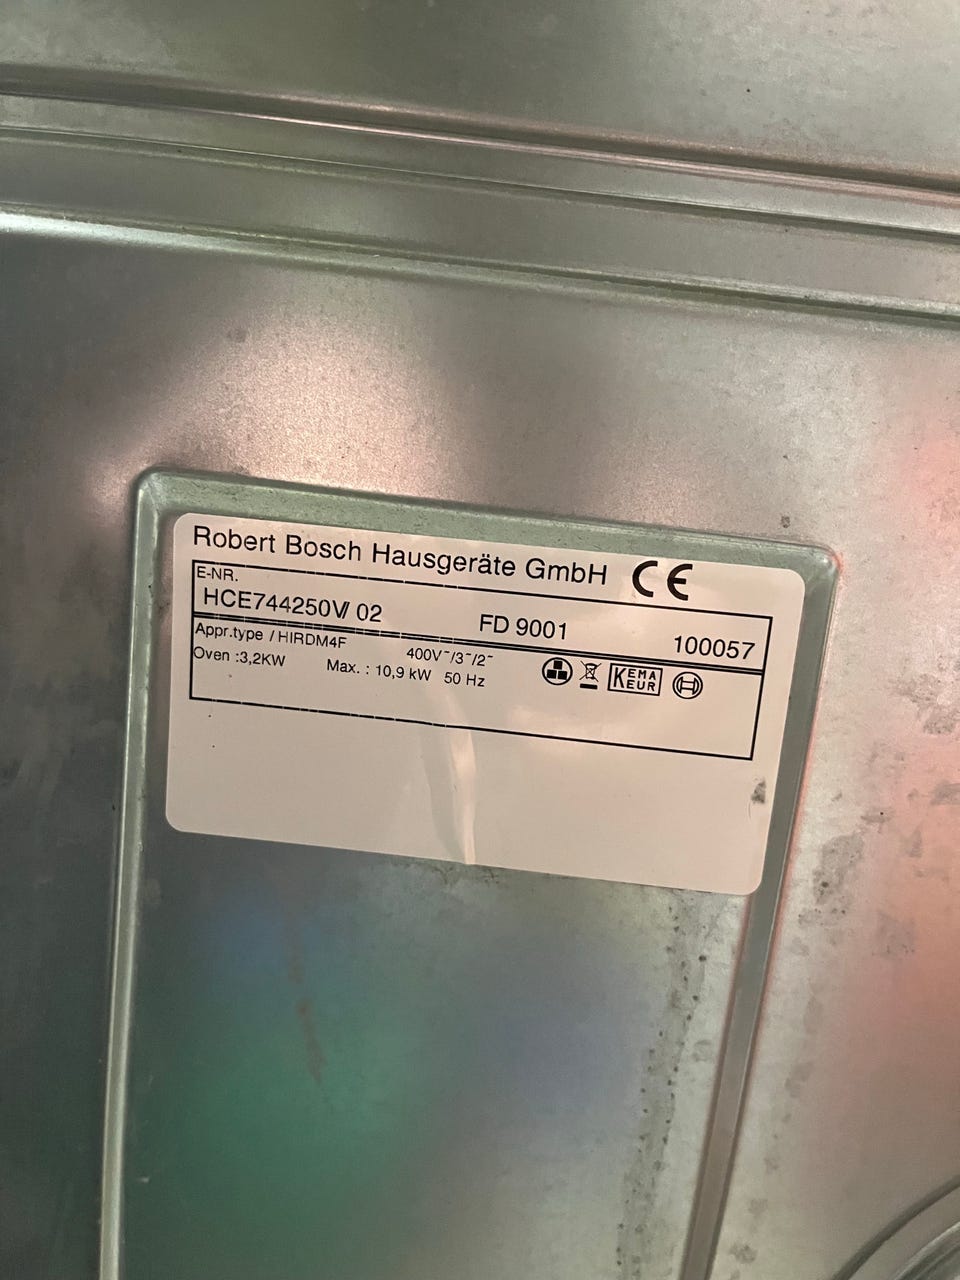 Robert Bosch Hausgeräte GmbH CE
E-NR.
HCE744250V/ 02 FD 9001 100057
Appr.type / HIRDM4F 400V~/3~/2~
Oven :3,2KW Max. : 10,9 kW 50 Hz KEMA EUR